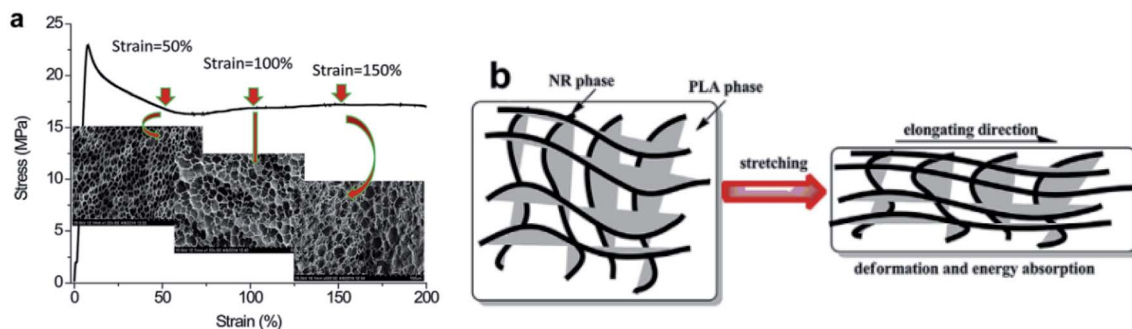 a
25
20
15
10
5
0
Stress (MPa)
0 50 100 150 200
Strain (%)
Strain=50%
Strain=100%
Strain=150%
b
NR phase
PLA phase
stretching
elongating direction
deformation and energy absorption